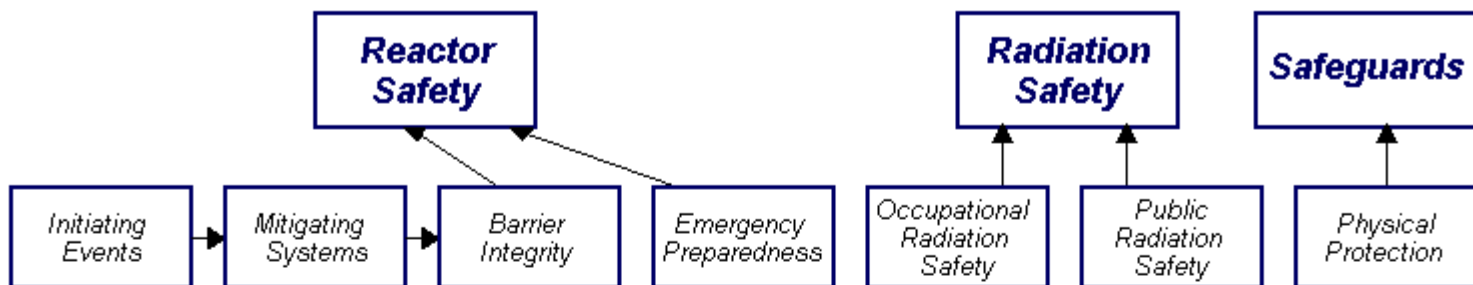 Reactor
Safety
Radiation
Safety
Safeguards
Initiating
Events
Mitigating
Systems
Barrier
Integrity
Emergency
Preparedness
Occupational
Radiation
Safety
Public
Radiation
Safety
Physical
Protection